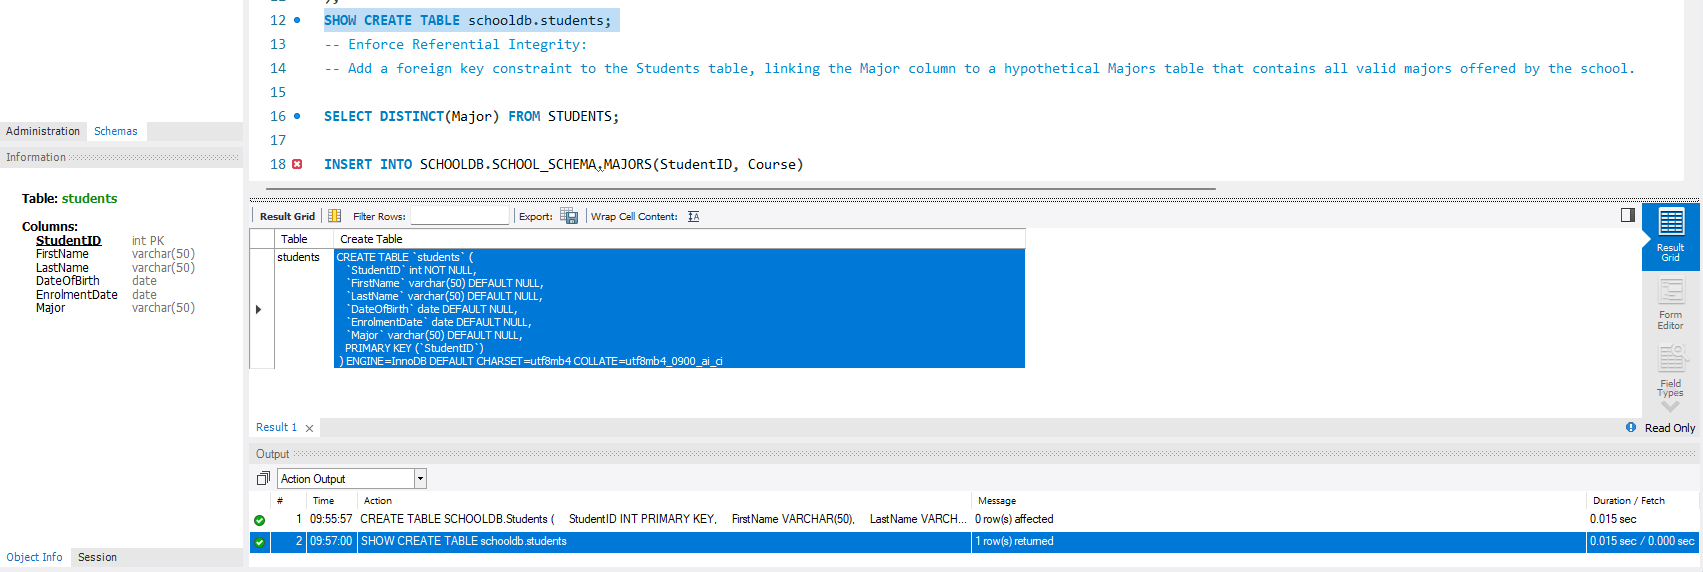 12 SHOW CREATE TABLE schooldb.students;
13 -- Enforce Referential Integrity:
14 -- Add a foreign key constraint to the Students table, linking the Major column to a hypothetical Majors table that contains all valid majors offered by the school.
15
16 SELECT DISTINCT(Major) FROM STUDENTS;
17
18 INSERT INTO SCHOOLDB.SCHOOL_SCHEMA.MAJORS(StudentID, Course)
Administration Schemas
Information
Table: students
Columns:
StudentID int PK
FirstName varchar(50)
LastName varchar(50)
DateOfBirth date
EnrolmentDate date
Major varchar(50)
Result Grid Filter Rows: Export: Wrap Cell Content:
Table Create Table
students CREATE TABLE `students` (
`StudentID` int NOT NULL,
`FirstName` varchar(50) DEFAULT NULL,
`LastName` varchar(50) DEFAULT NULL,
`DateOfBirth` date DEFAULT NULL,
`EnrolmentDate` date DEFAULT NULL,
`Major` varchar(50) DEFAULT NULL,
PRIMARY KEY (`StudentID`)
) ENGINE=InnoDB DEFAULT CHARSET=utf8mb4 COLLATE=utf8mb4_0900_ai_ci
Result
Grid
Form
Editor
Field
Types
Result 1 Read Only
Output
Action Output
# Time Action Message Duration / Fetch
1 09:55:57 CREATE TABLE SCHOOLDB.Students ( StudentID INT PRIMARY KEY, FirstName VARCHAR(50), LastName VARCH... 0 row(s) affected 0.015 sec
2 09:57:00 SHOW CREATE TABLE schooldb.students 1 row(s) returned 0.015 sec / 0.000 sec
Object Info Session